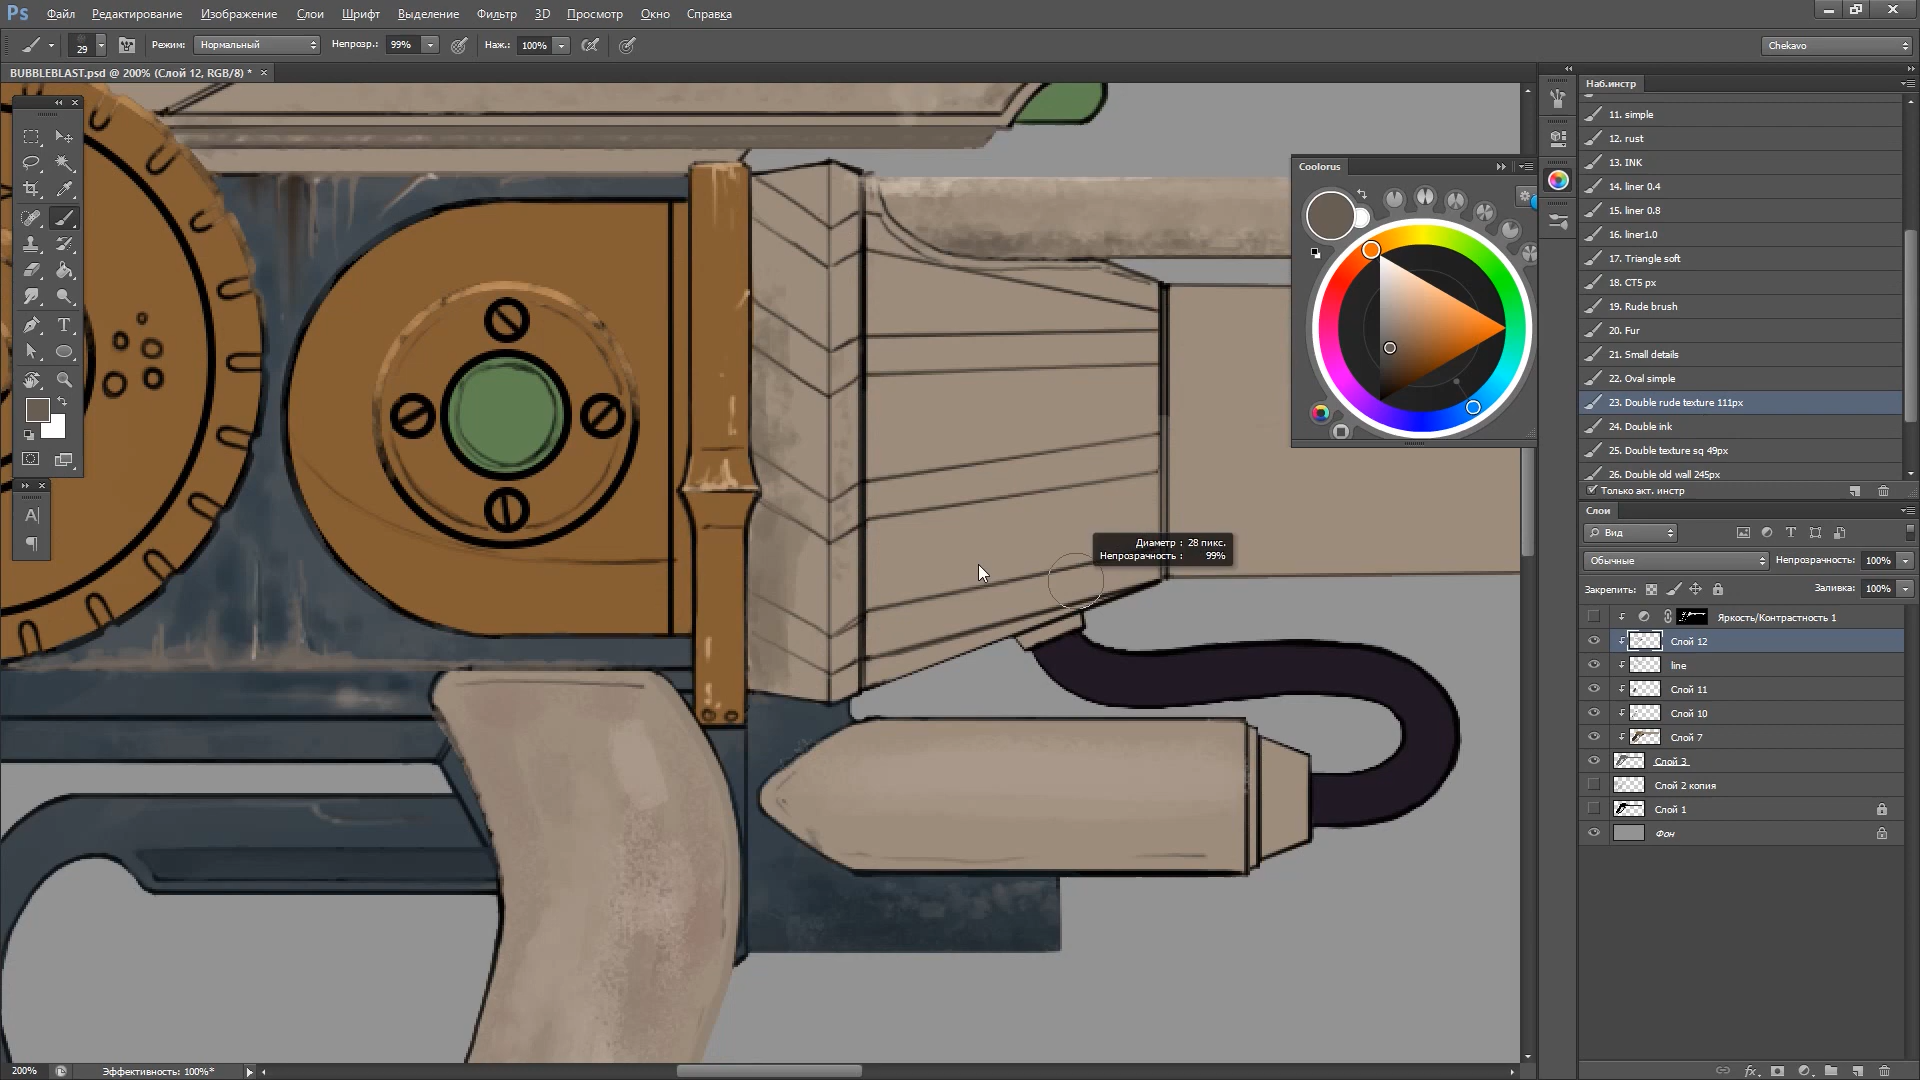 Ps Файл Редактирование Изображение Слои Шрифт Выделение Фильтр 3D Просмотр Окно Справка
29 Режим: Нормальный Непрозр.: 99% Наж.: 100% Chekavo
BUBBLEBLAST.psd @ 200% (Слой 12, RGB/8) * ×
Наб.инстр
11. simple
12. rust
13. INK
14. liner 0.4
15. liner 0.8
16. liner1.0
17. Triangle soft
18. CT5 px
19. Rude brush
20. Fur
21. Small details
22. Oval simple
23. Double rude texture 111px
24. Double ink
25. Double texture sq 49px
26. Double old wall 245px
Только акт. инстр
Coolorus
Диаметр : 28 пикс.
Непрозрачность : 99%
Слои
Вид
Обычные Непрозрачность: 100%
Закрепить: Заливка: 100%
Яркость/Контрастность 1
Слой 12
line
Слой 11
Слой 10
Слой 7
Слой 3
Слой 2 копия
Слой 1
Фон
200% Эффективность: 100%*